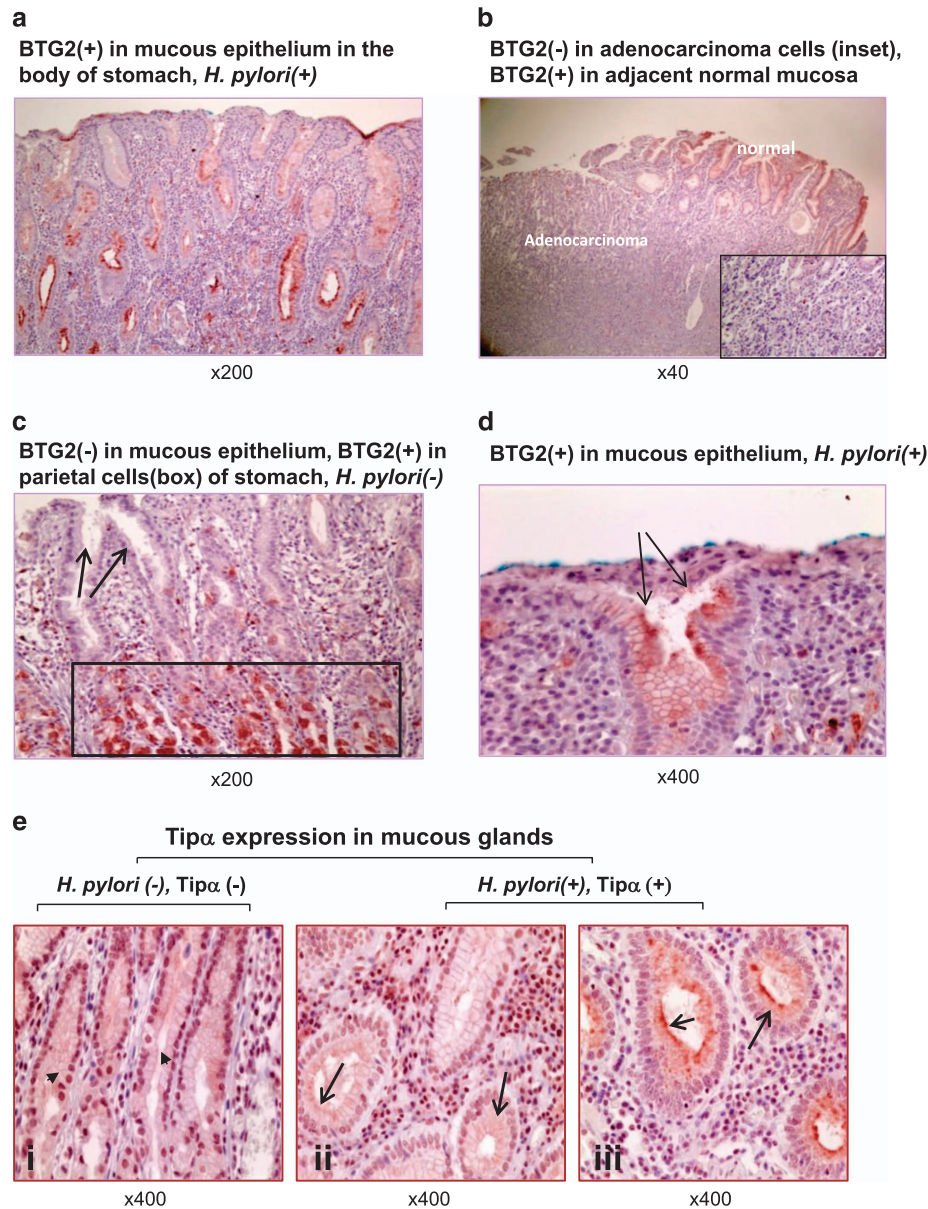 a
BTG2(+) in mucous epithelium in the
body of stomach, H. pylori(+)
x200
b
BTG2(-) in adenocarcinoma cells (inset),
BTG2(+) in adjacent normal mucosa
normal
Adenocarcinoma
x40
c
BTG2(-) in mucous epithelium, BTG2(+) in
parietal cells(box) of stomach, H. pylori(-)
x200
d
BTG2(+) in mucous epithelium, H. pylori(+)
x400
e
Tipα expression in mucous glands
H. pylori (-), Tipα (-)
H. pylori(+), Tipα (+)
i
ii
iii
x400
x400
x400